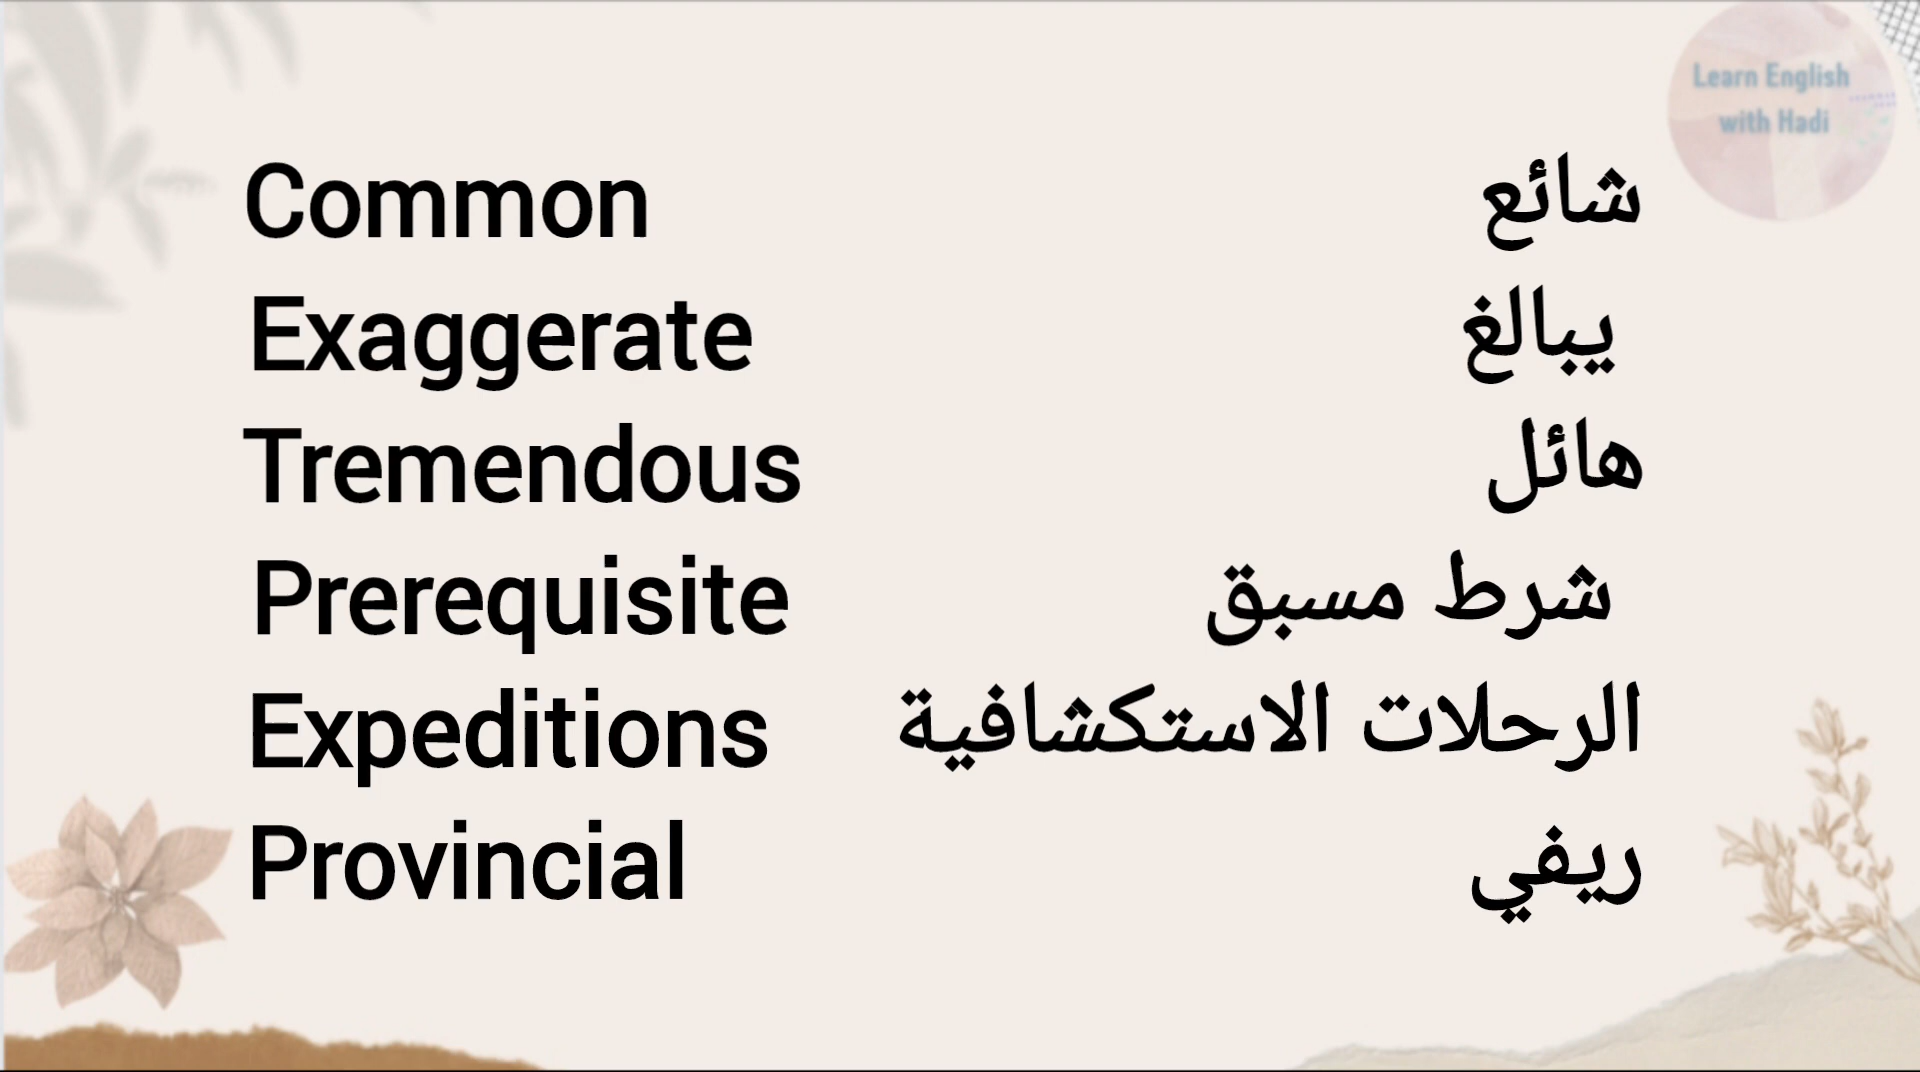 Learn English
with Hadi
Common شائع
Exaggerate يبالغ
Tremendous هائل
Prerequisite شرط مسبق
Expeditions الرحلات الاستكشافية
Provincial ريفي